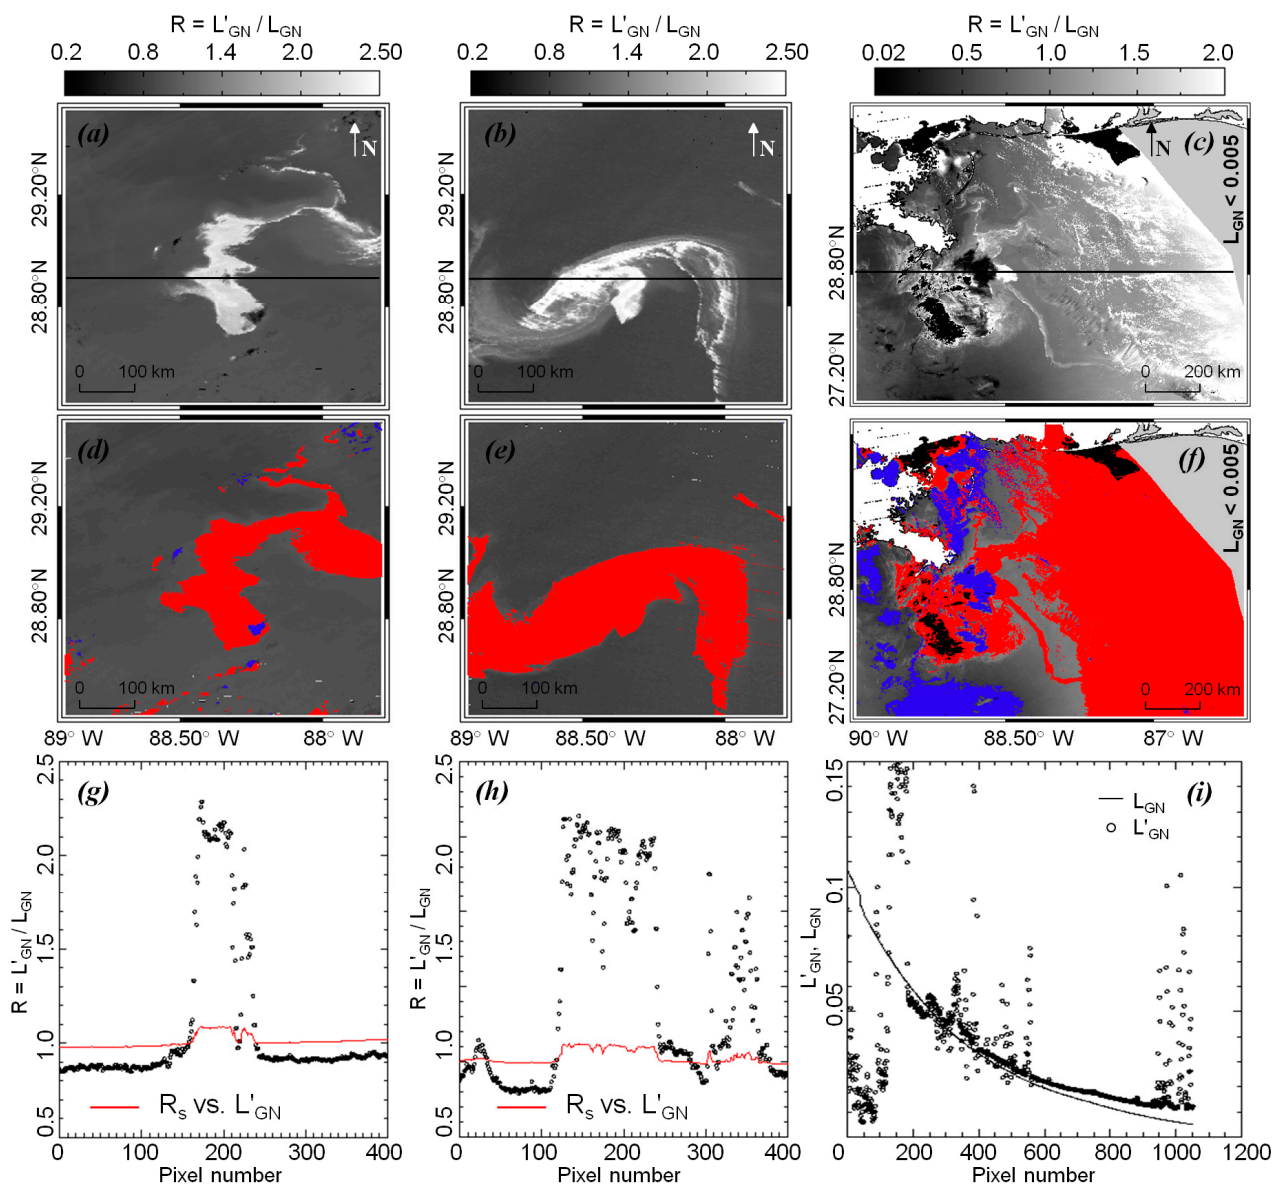 R = L'GN / LGN
0.2 0.8 1.4 2.0 2.50
R = L'GN / LGN
0.2 0.8 1.4 2.0 2.50
R = L'GN / LGN
0.02 0.5 1.0 1.5 2.0
(a)
N
29.20°N
28.80°N
0 100 km
(b)
N
29.20°N
28.80°N
0 100 km
(c)
N
LGN < 0.005
28.80°N
27.20°N
0 200 km
(d)
29.20°N
28.80°N
0 100 km
89° W 88.50° W 88° W
(e)
29.20°N
28.80°N
0 100 km
89° W 88.50° W 88° W
(f)
LGN < 0.005
28.80°N
27.20°N
0 200 km
90° W 88.50° W 87° W
(g)
R = L'GN / LGN
2.5
2.0
1.5
1.0
0.5
Rs vs. L'GN
0 100 200 300 400
Pixel number
(h)
R = L'GN / LGN
2.5
2.0
1.5
1.0
0.5
Rs vs. L'GN
0 100 200 300 400
Pixel number
(i)
L'GN, LGN
0.15
0.1
0.05
LGN
L'GN
0 200 400 600 800 1000 1200
Pixel number